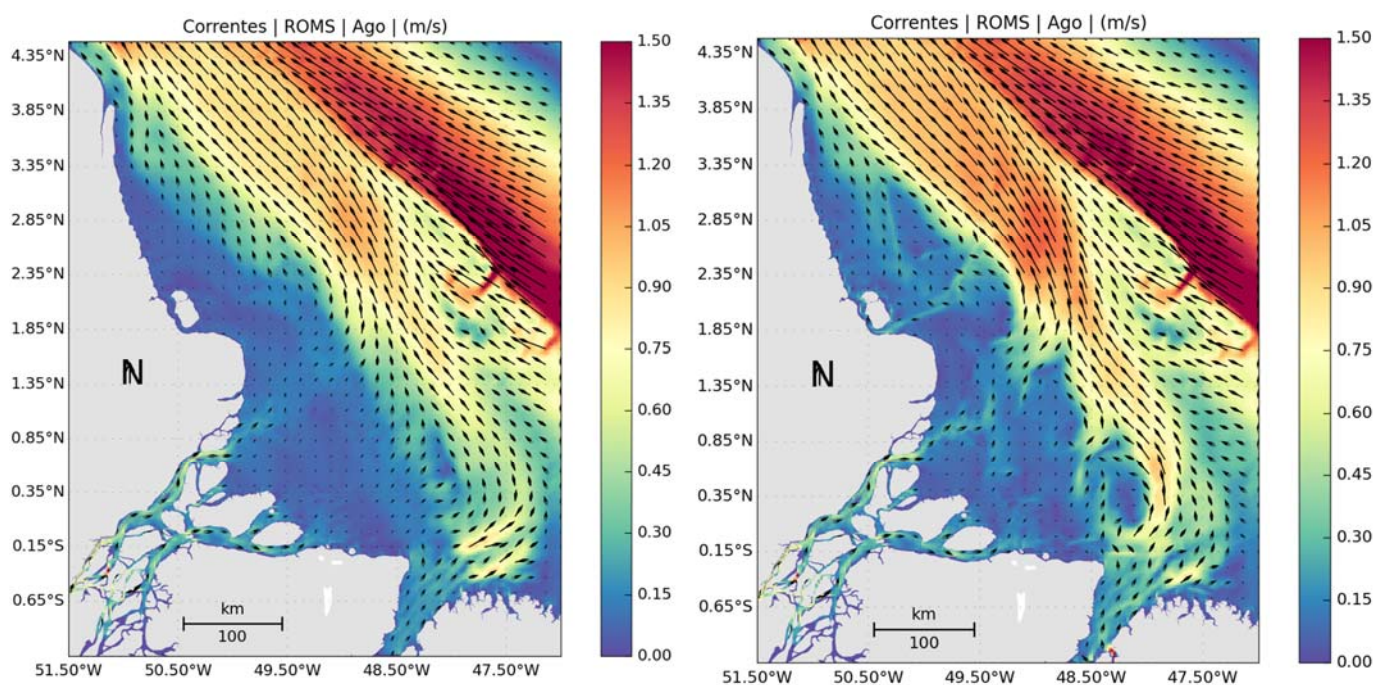 Correntes | ROMS | Ago | (m/s)
4.35°N
3.85°N
3.35°N
2.85°N
2.35°N
1.85°N
1.35°N
0.85°N
0.35°N
0.15°S
0.65°S
51.50°W
50.50°W
49.50°W
48.50°W
47.50°W
N
km
100
1.50
1.35
1.20
1.05
0.90
0.75
0.60
0.45
0.30
0.15
0.00
Correntes | ROMS | Ago | (m/s)
4.35°N
3.85°N
3.35°N
2.85°N
2.35°N
1.85°N
1.35°N
0.85°N
0.35°N
0.15°S
0.65°S
51.50°W
50.50°W
49.50°W
48.50°W
47.50°W
N
km
100
1.50
1.35
1.20
1.05
0.90
0.75
0.60
0.45
0.30
0.15
0.00